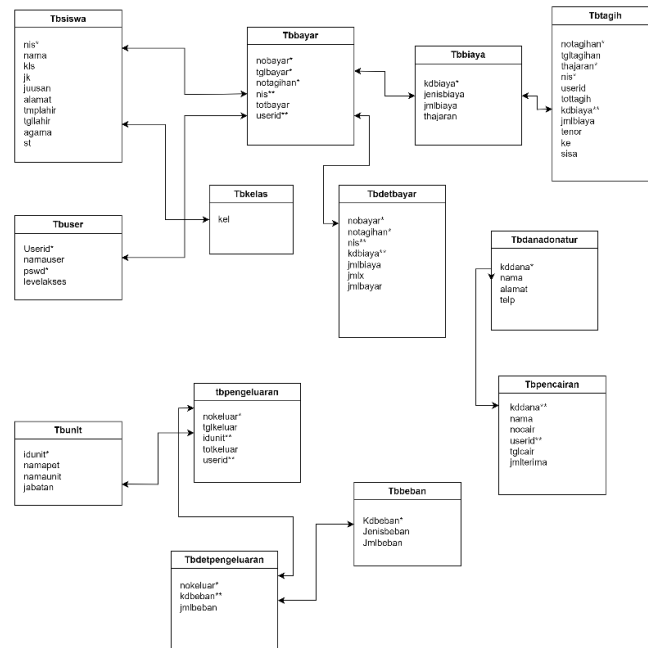 Tbsiswa
nis*
nama
kls
jk
juusan
alamat
tmplahir
tgllahir
agama
st
Tbbayar
nobayar*
tglbayar*
notagihan*
nis**
totbayar
userid**
Tbbiaya
kdbiaya*
jenisbiaya
jmlbiaya
thajaran
Tbtagih
notagihan*
tgltagihan
thajaran*
nis*
userid
tottagih
kdbiaya**
jmlbiaya
tenor
ke
sisa
Tbkelas
kel
Tbuser
Userid*
namauser
pswd*
levelakses
Tbdetbayar
nobayar*
notagihan*
nis**
kdbiaya**
jmlbiaya
jmlx
jmlbayar
Tbdanadonatur
kddana*
nama
alamat
telp
Tbpencairan
kddana**
nama
nocair
userid**
tglcair
jmlterima
tbpengeluaran
nokeluar*
tglkeluar
idunit**
totkeluar
userid**
Tbunit
idunit*
namapet
namaunit
jabatan
Tbbeban
Kdbeban*
Jenisbeban
Jmlbeban
Tbdetpengeluaran
nokeluar*
kdbeban**
jmlbeban